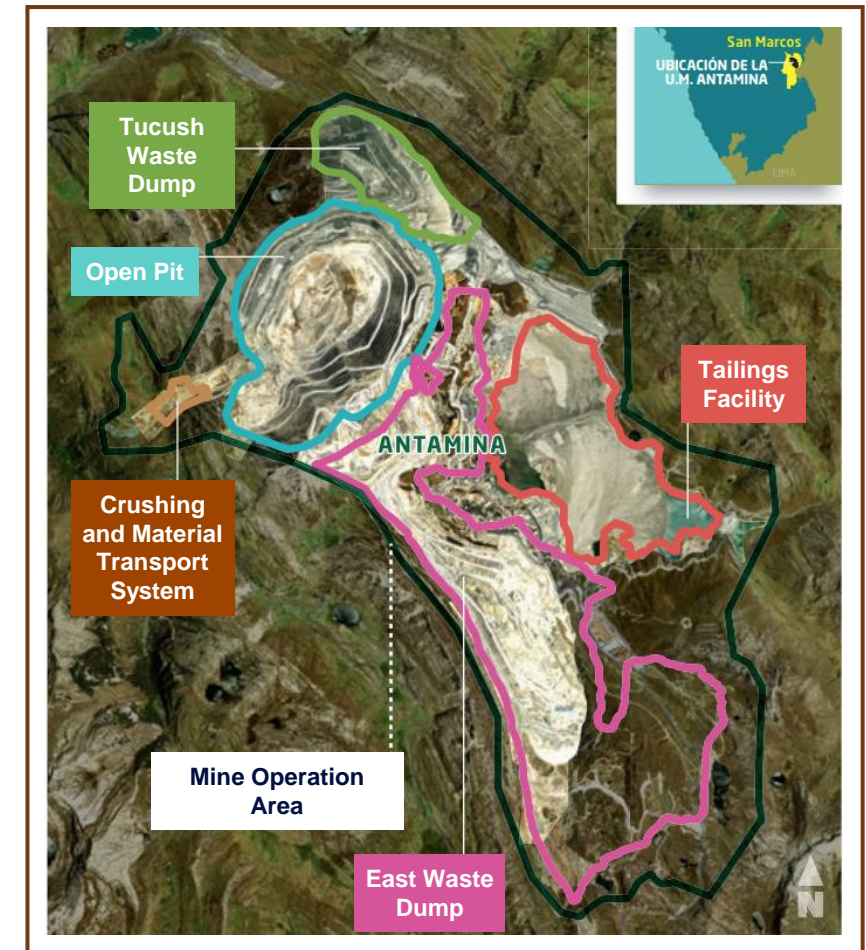 San Marcos
UBICACIÓN DE LA
U.M. ANTAMINA
LIMA
Tucush
Waste
Dump
Open Pit
Tailings
Facility
ANTAMINA
Crushing
and Material
Transport
System
Mine Operation
Area
East Waste
Dump
N